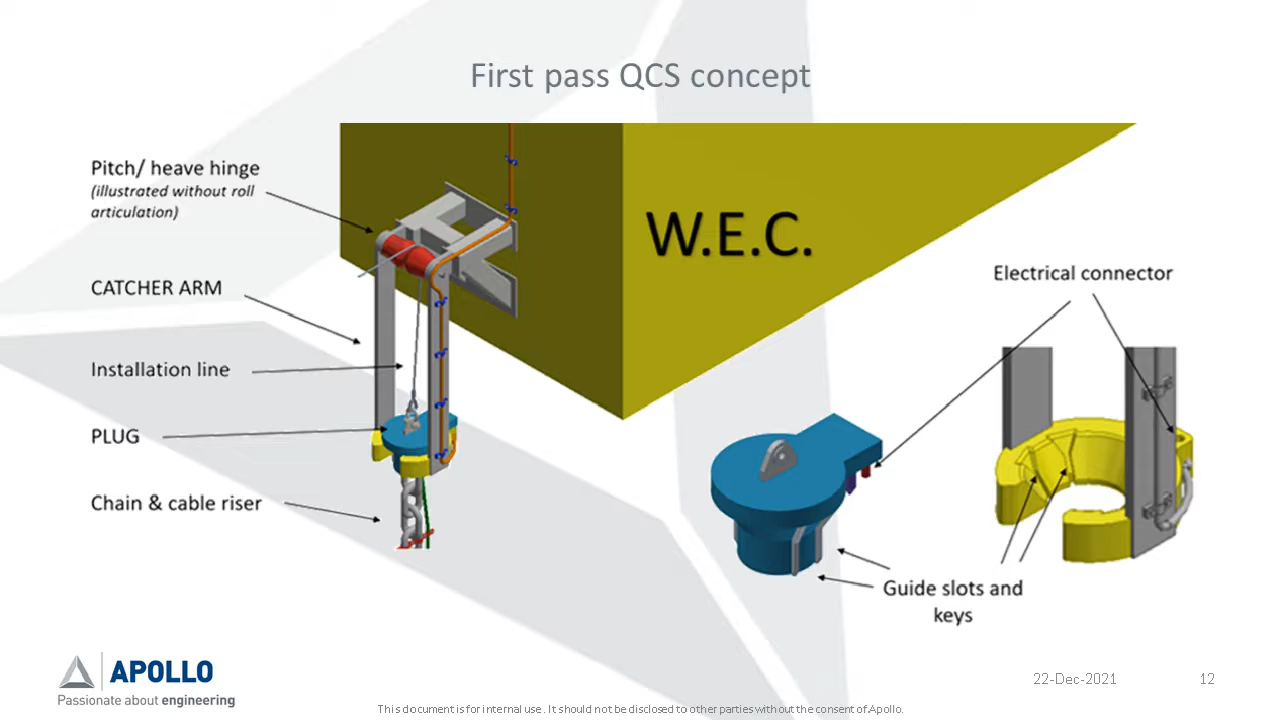 First pass QCS concept
Pitch/ heave hinge
(illustrated without roll
articulation)
W.E.C.
CATCHER ARM
Electrical connector
Installation line
PLUG
Chain & cable riser
Guide slots and
keys
APOLLO
Passionate about engineering
22-Dec-2021
12
This document is for internal use. It should not be disclosed to other parties without the consent of Apollo.